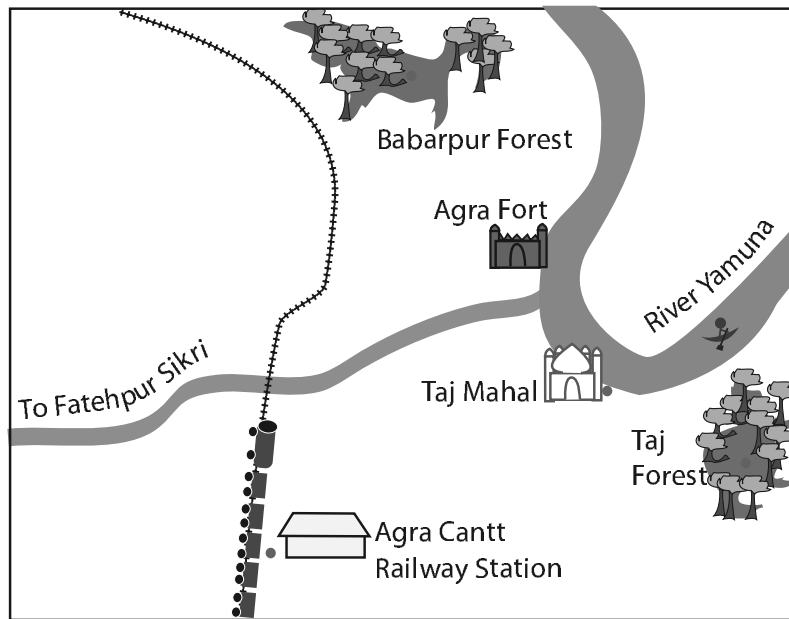 Babarpur Forest
Agra Fort
River Yamuna
To Fatehpur Sikri
Taj Mahal
Taj
Forest
Agra Cantt
Railway Station